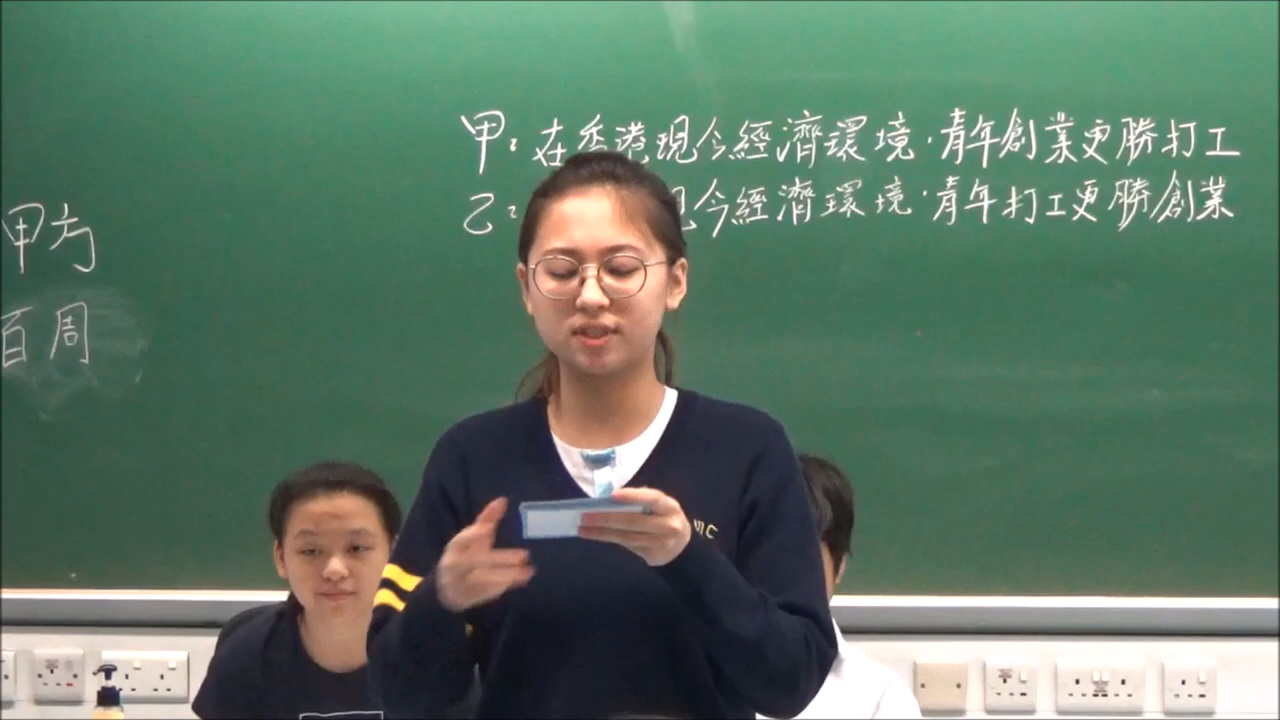 甲：在香港現今經濟環境，青年創業更勝打工
乙：現今經濟環境，青年打工更勝創業
甲方
百周
MC